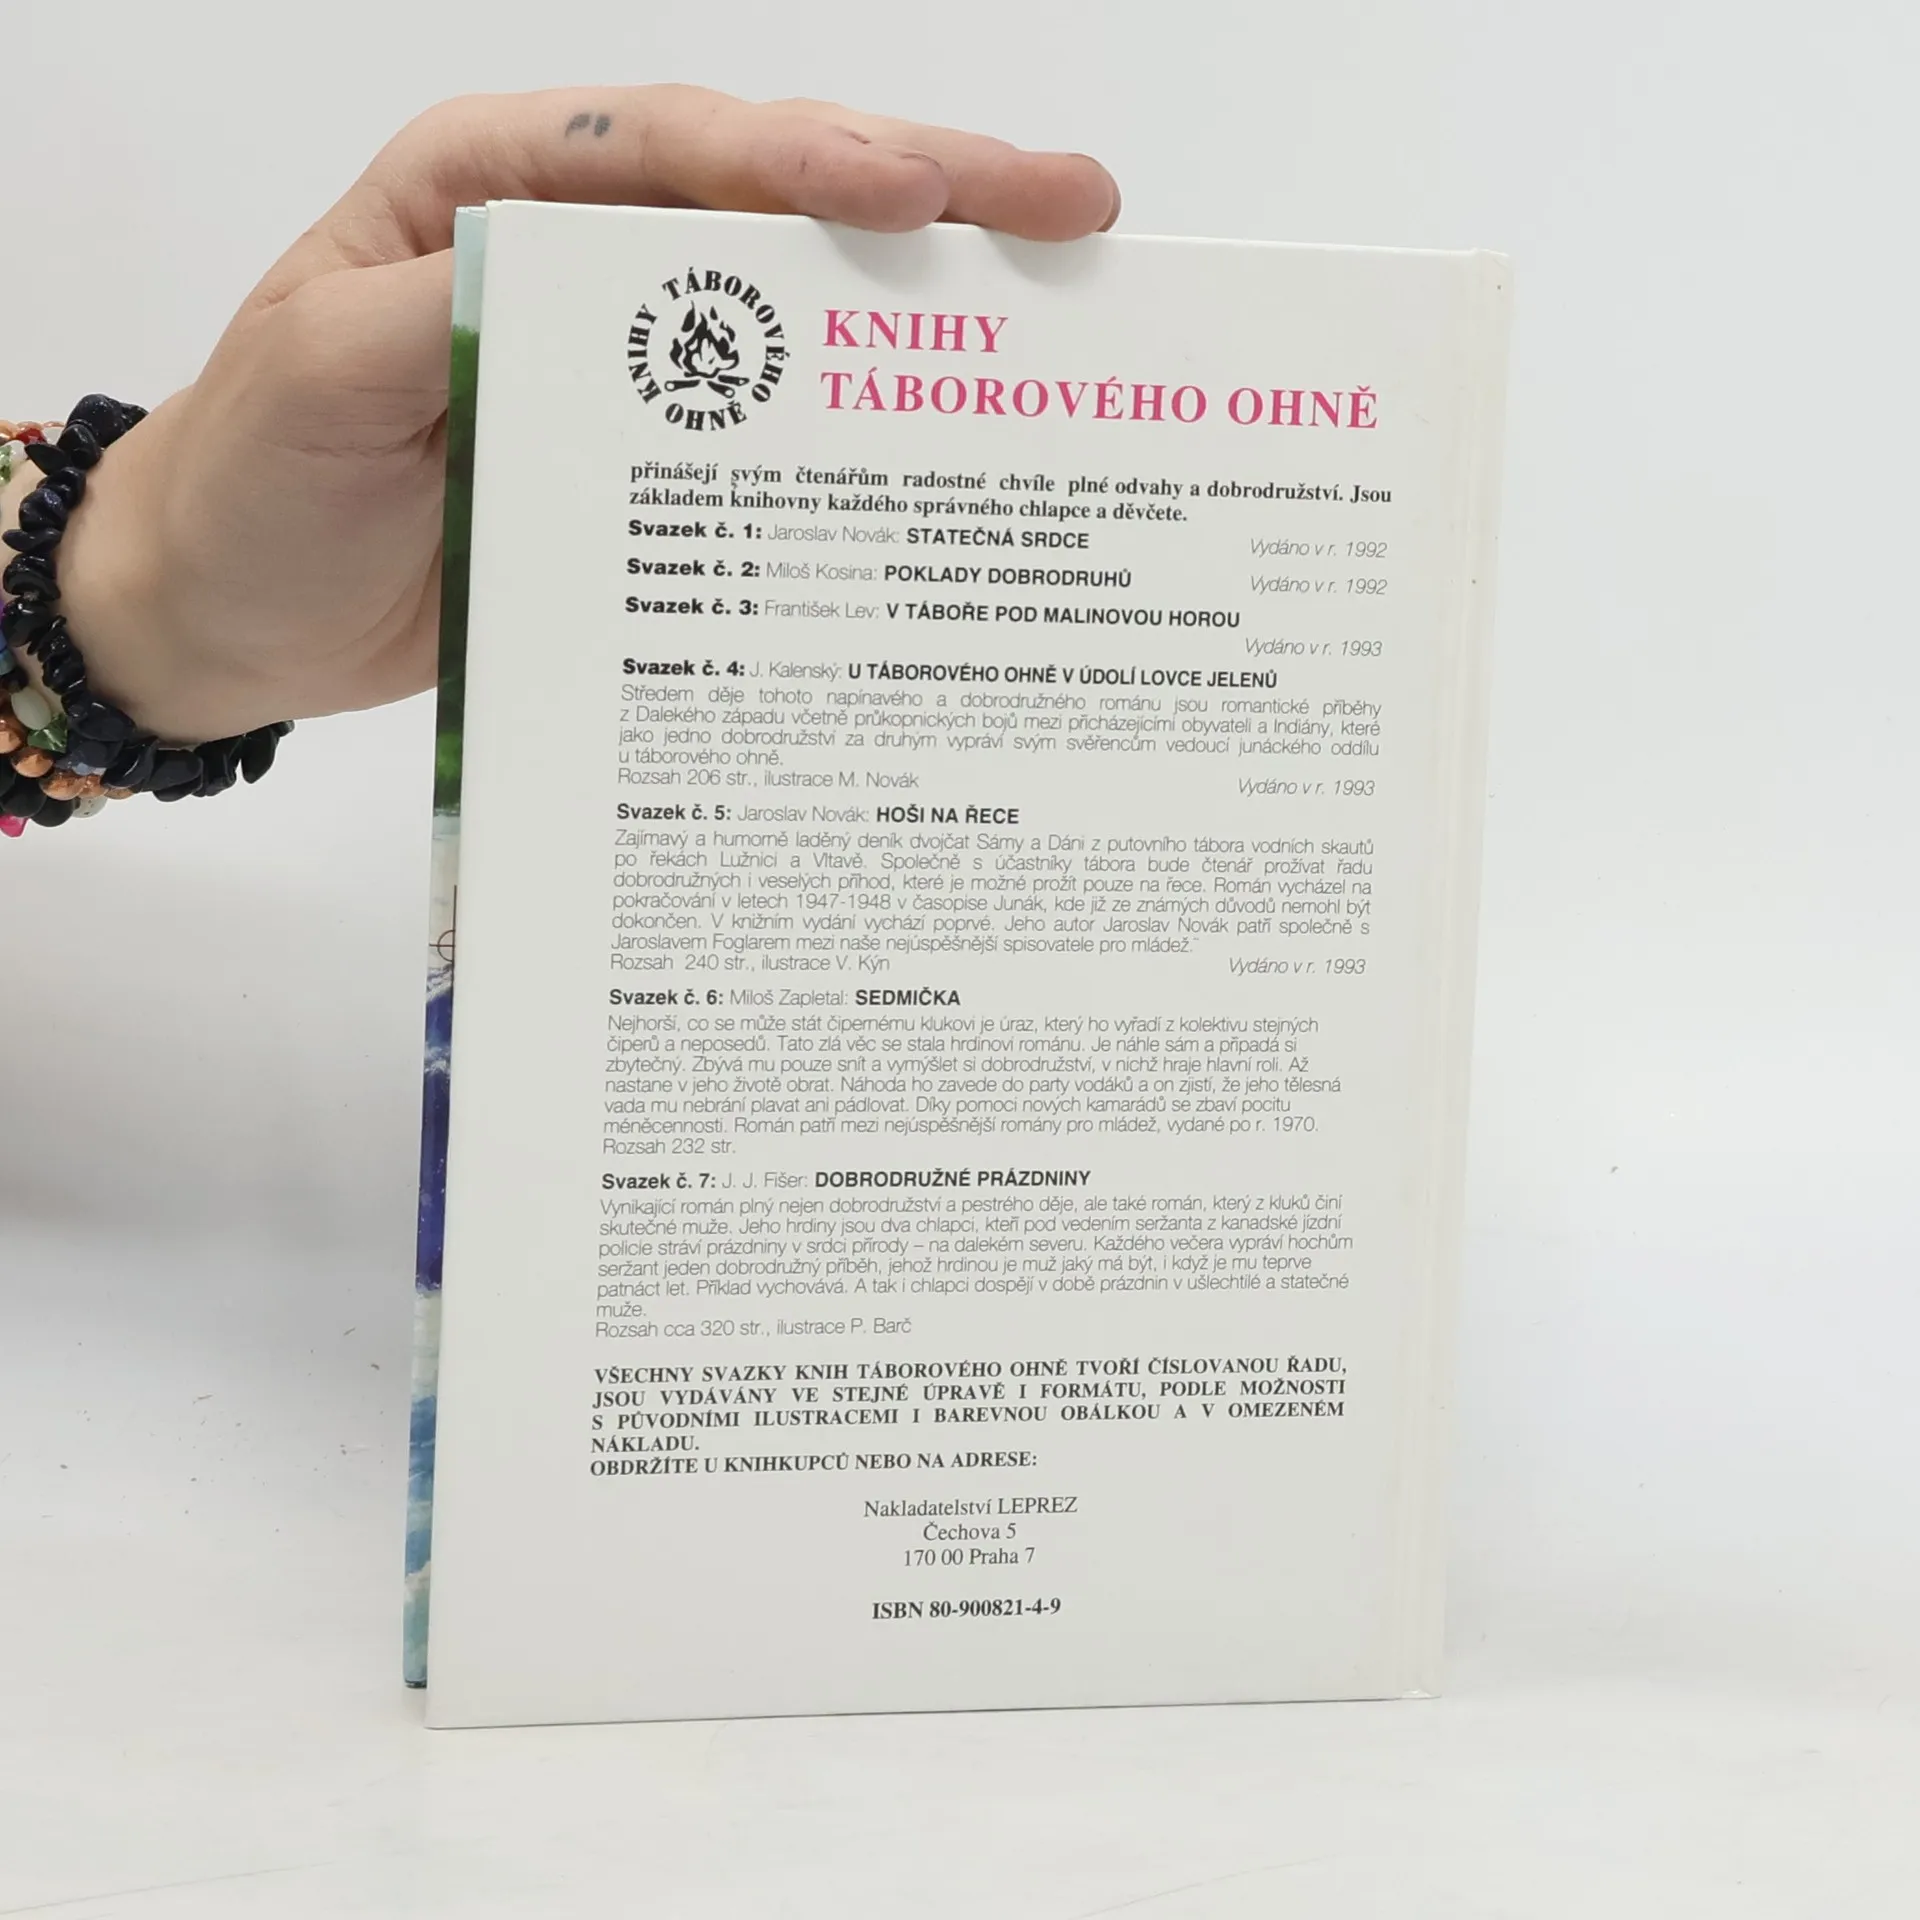 KNIHY TÁBOROVÉHO OHNĚ
KNIHY
TÁBOROVÉHO OHNĚ
přinášejí svým čtenářům radostné chvíle plné odvahy a dobrodružství. Jsou
základem knihovny každého správného chlapce a děvčete.
Svazek č. 1: Jaroslav Novák: STATEČNÁ SRDCE Vydáno v r. 1992
Svazek č. 2: Miloš Kosina: POKLADY DOBRODRUHŮ Vydáno v r. 1992
Svazek č. 3: František Lev: V TÁBOŘE POD MALINOVOU HOROU
Vydáno v r. 1993
Svazek č. 4: J. Kalenský: U TÁBOROVÉHO OHNĚ V ÚDOLÍ LOVCE JELENŮ
Středem děje tohoto napínavého a dobrodružného románu jsou romantické příběhy
z Dalekého západu včetně průkopnických bojů mezi přicházejícími obyvateli a Indiány, které
jako jedno dobrodružství za druhým vypráví svým svěřencům vedoucí junáckého oddílu
u táborového ohně.
Rozsah 206 str., ilustrace M. Novák Vydáno v r. 1993
Svazek č. 5: Jaroslav Novák: HOŠI NA ŘECE
Zajímavý a humorně laděný deník dvojčat Sámy a Dáni z putovního tábora vodních skautů
po řekách Lužnici a Vltavě. Společně s účastníky tábora bude čtenář prožívat řadu
dobrodružných i veselých příhod, které je možné prožít pouze na řece. Román vycházel na
pokračování v letech 1947-1948 v časopise Junák, kde již ze známých důvodů nemohl být
dokončen. V knižním vydání vychází poprvé. Jeho autor Jaroslav Novák patří společně s
Jaroslavem Foglarem mezi naše nejúspěšnější spisovatele pro mládež.
Rozsah 240 str., ilustrace V. Kýn Vydáno v r. 1993
Svazek č. 6: Miloš Zapletal: SEDMIČKA
Nejhorší, co se může stát čipernému klukovi je úraz, který ho vyřadí z kolektivu stejných
čiperů a neposedů. Tato zlá věc se stala hrdinovi románu. Je náhle sám a připadá si
zbytečný. Zbývá mu pouze snít a vymýšlet si dobrodružství, v nichž hraje hlavní roli. Až
nastane v jeho životě obrat. Náhoda ho zavede do party vodáků a on zjistí, že jeho tělesná
vada mu nebrání plavat ani pádlovat. Díky pomoci nových kamarádů se zbaví pocitu
méněcennosti. Román patří mezi nejúspěšnější romány pro mládež, vydané po r. 1970.
Rozsah 232 str.
Svazek č. 7: J. J. Fišer: DOBRODRUŽNÉ PRÁZDNINY
Vynikající román plný nejen dobrodružství a pestrého děje, ale také román, který z kluků činí
skutečné muže. Jeho hrdiny jsou dva chlapci, kteří pod vedením seržanta z kanadské jízdní
policie stráví prázdniny v srdci přírody – na dalekém severu. Každého večera vypráví hochům
seržant jeden dobrodružný příběh, jehož hrdinou je muž jaký má být, i když je mu teprve
patnáct let. Příklad vychovává. A tak i chlapci dospějí v době prázdnin v ušlechtilé a statečné
muže.
Rozsah cca 320 str., ilustrace P. Barč
VŠECHNY SVAZKY KNIH TÁBOROVÉHO OHNĚ TVOŘÍ ČÍSLOVANOU ŘADU,
JSOU VYDÁVÁNY VE STEJNÉ ÚPRAVĚ I FORMÁTU, PODLE MOŽNOSTI
S PŮVODNÍMI ILUSTRACEMI I BAREVNOU OBÁLKOU A V OMEZENÉM
NÁKLADU.
OBDRŽÍTE U KNIHKUPCŮ NEBO NA ADRESE:
Nakladatelství LEPREZ
Čechova 5
170 00 Praha 7
ISBN 80-900821-4-9